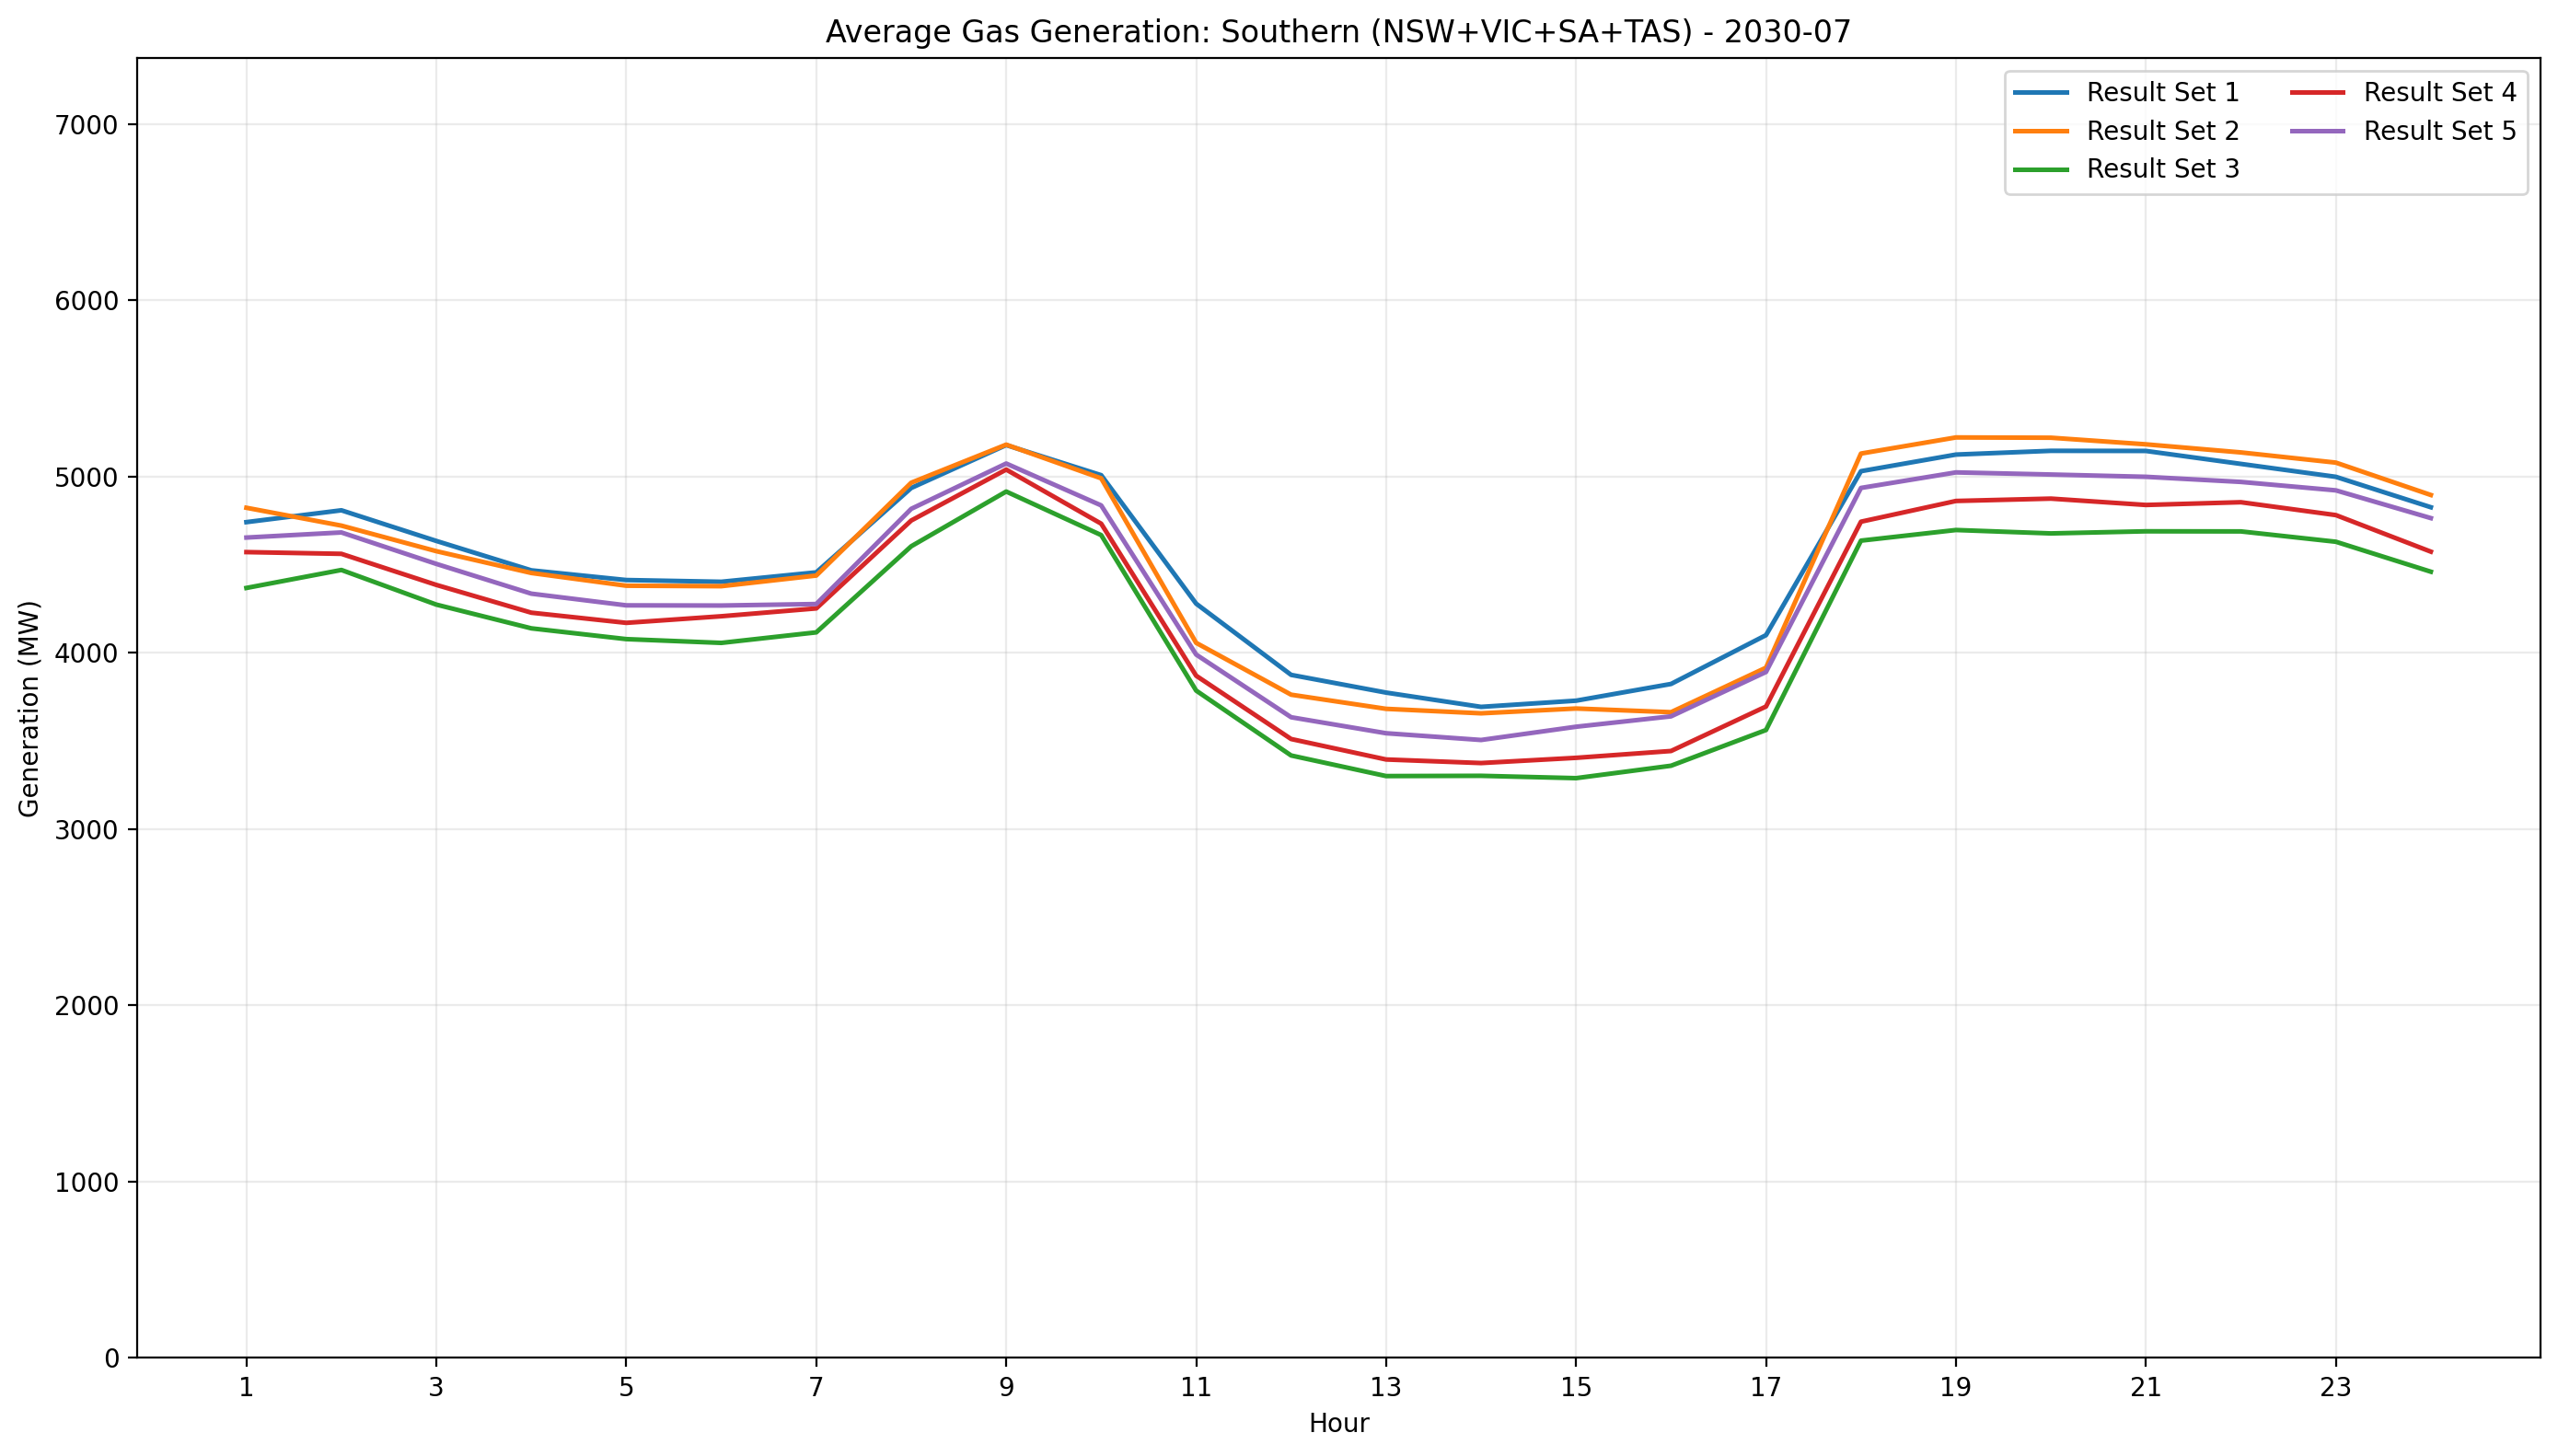 Average Gas Generation: Southern (NSW+VIC+SA+TAS) - 2030-07
Result Set 1
Result Set 2
Result Set 3
Result Set 4
Result Set 5
Generation (MW)
7000
6000
5000
4000
3000
2000
1000
0
1 3 5 7 9 11 13 15 17 19 21 23
Hour